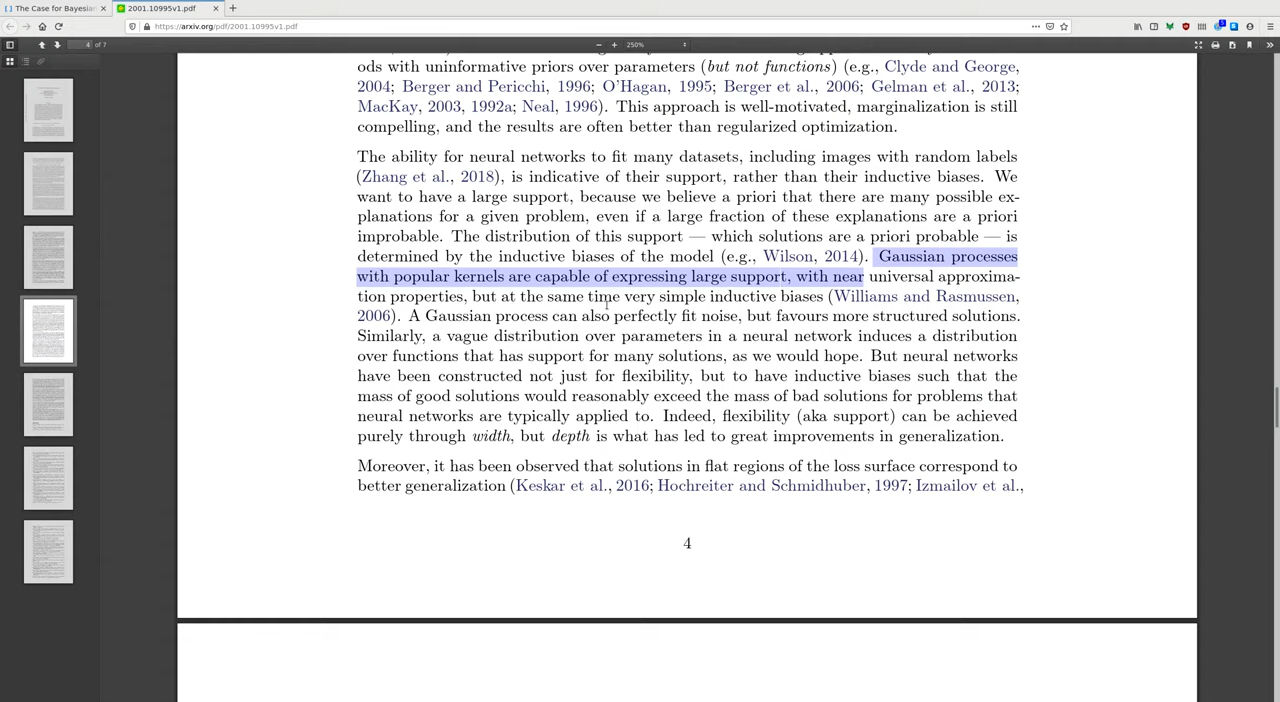 The Case for Bayesian
2001.10995v1.pdf
https://arxiv.org/pdf/2001.10995v1.pdf
4 of 7
250%
ods with uninformative priors over parameters (but not functions) (e.g., Clyde and George,
2004; Berger and Pericchi, 1996; O'Hagan, 1995; Berger et al., 2006; Gelman et al., 2013;
MacKay, 2003, 1992a; Neal, 1996). This approach is well-motivated, marginalization is still
compelling, and the results are often better than regularized optimization.
The ability for neural networks to fit many datasets, including images with random labels
(Zhang et al., 2018), is indicative of their support, rather than their inductive biases. We
want to have a large support, because we believe a priori that there are many possible ex-
planations for a given problem, even if a large fraction of these explanations are a priori
improbable. The distribution of this support — which solutions are a priori probable — is
determined by the inductive biases of the model (e.g., Wilson, 2014). Gaussian processes
with popular kernels are capable of expressing large support, with near universal approxima-
tion properties, but at the same time very simple inductive biases (Williams and Rasmussen,
2006). A Gaussian process can also perfectly fit noise, but favours more structured solutions.
Similarly, a vague distribution over parameters in a neural network induces a distribution
over functions that has support for many solutions, as we would hope. But neural networks
have been constructed not just for flexibility, but to have inductive biases such that the
mass of good solutions would reasonably exceed the mass of bad solutions for problems that
neural networks are typically applied to. Indeed, flexibility (aka support) can be achieved
purely through width, but depth is what has led to great improvements in generalization.
Moreover, it has been observed that solutions in flat regions of the loss surface correspond to
better generalization (Keskar et al., 2016; Hochreiter and Schmidhuber, 1997; Izmailov et al.,
4